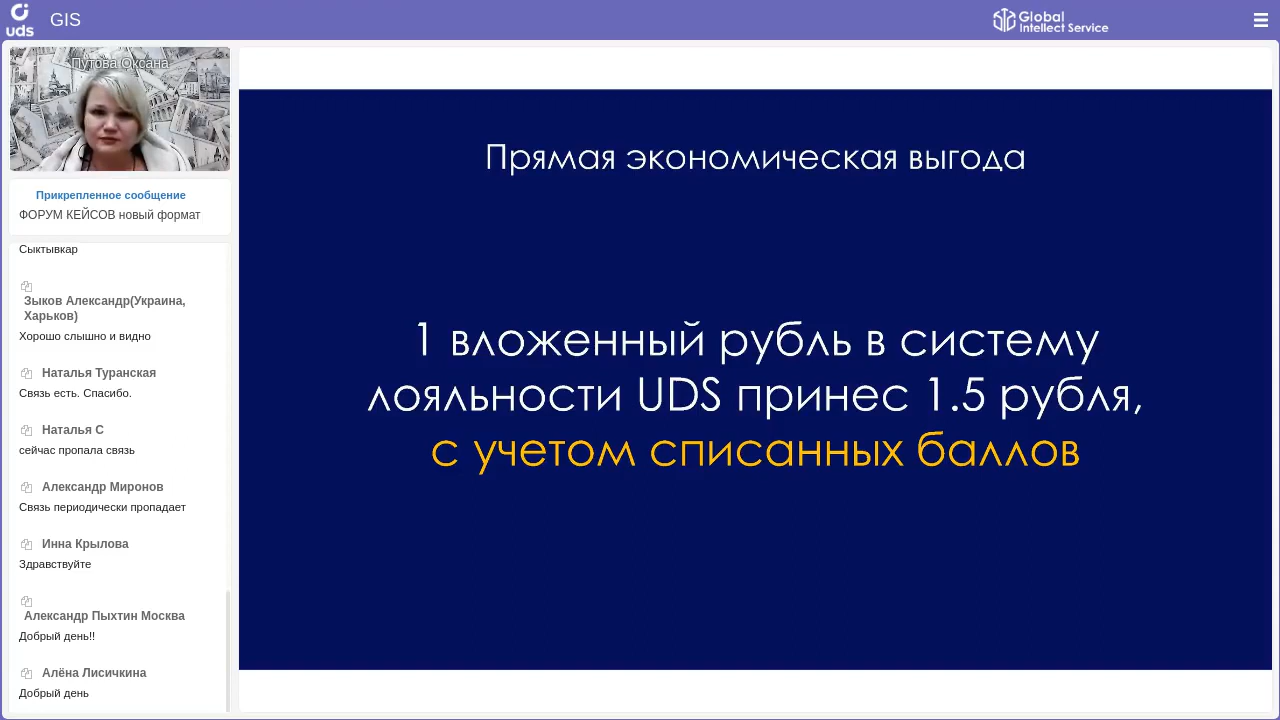 uds
GIS
Global
Intellect Service
Путова Оксана
Прикрепленное сообщение
ФОРУМ КЕЙСОВ новый формат
Сыктывкар
Зыков Александр(Украина,
Харьков)
Хорошо слышно и видно
Наталья Туранская
Связь есть. Спасибо.
Наталья С
сейчас пропала связь
Александр Миронов
Связь периодически пропадает
Инна Крылова
Здравствуйте
Александр Пыхтин Москва
Добрый день!!
Алёна Лисичкина
Добрый день
Прямая экономическая выгода
1 вложенный рубль в систему
лояльности UDS принес 1.5 рубля,
с учетом списанных баллов